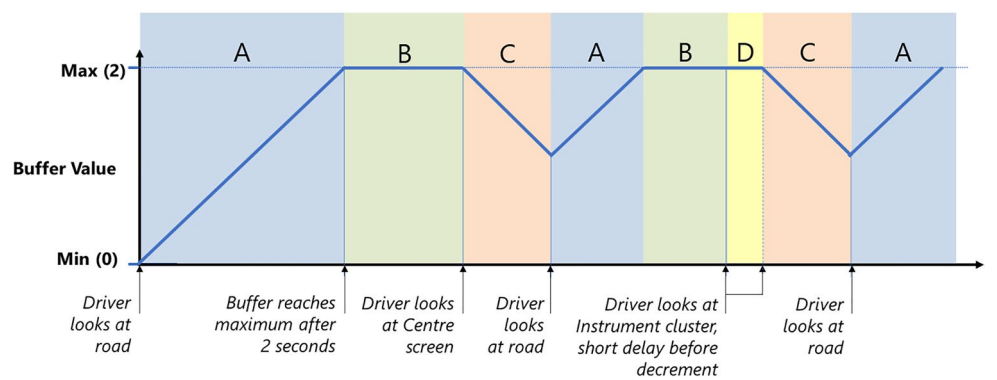 A
B
C
A
B
D
C
A
Max (2)
Buffer Value
Min (0)
Driver
looks at
road
Buffer reaches
maximum after
2 seconds
Driver looks
at Centre
screen
Driver
looks
at road
Driver looks at
Instrument cluster,
short delay before
decrement
Driver
looks at
road